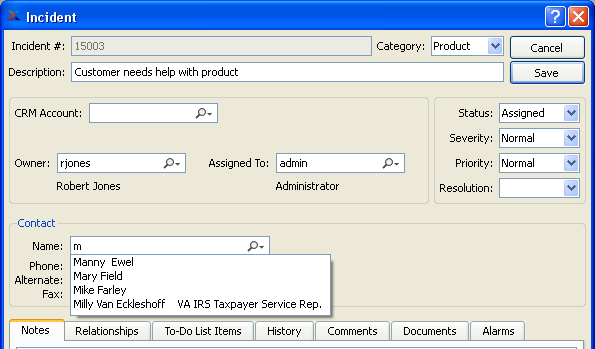 Incident
Incident #: 15003 Category: Product Cancel
Description: Customer needs help with product Save
CRM Account: Status: Assigned
Severity: Normal
Owner: rjones Assigned To: admin Priority: Normal
Robert Jones Administrator Resolution:
Contact
Name: m
Phone: Manny Ewel
Alternate: Mary Field
Fax: Mike Farley
Milly Van Eckleshoff VA IRS Taxpayer Service Rep.
Notes Relationships To-Do List Items History Comments Documents Alarms